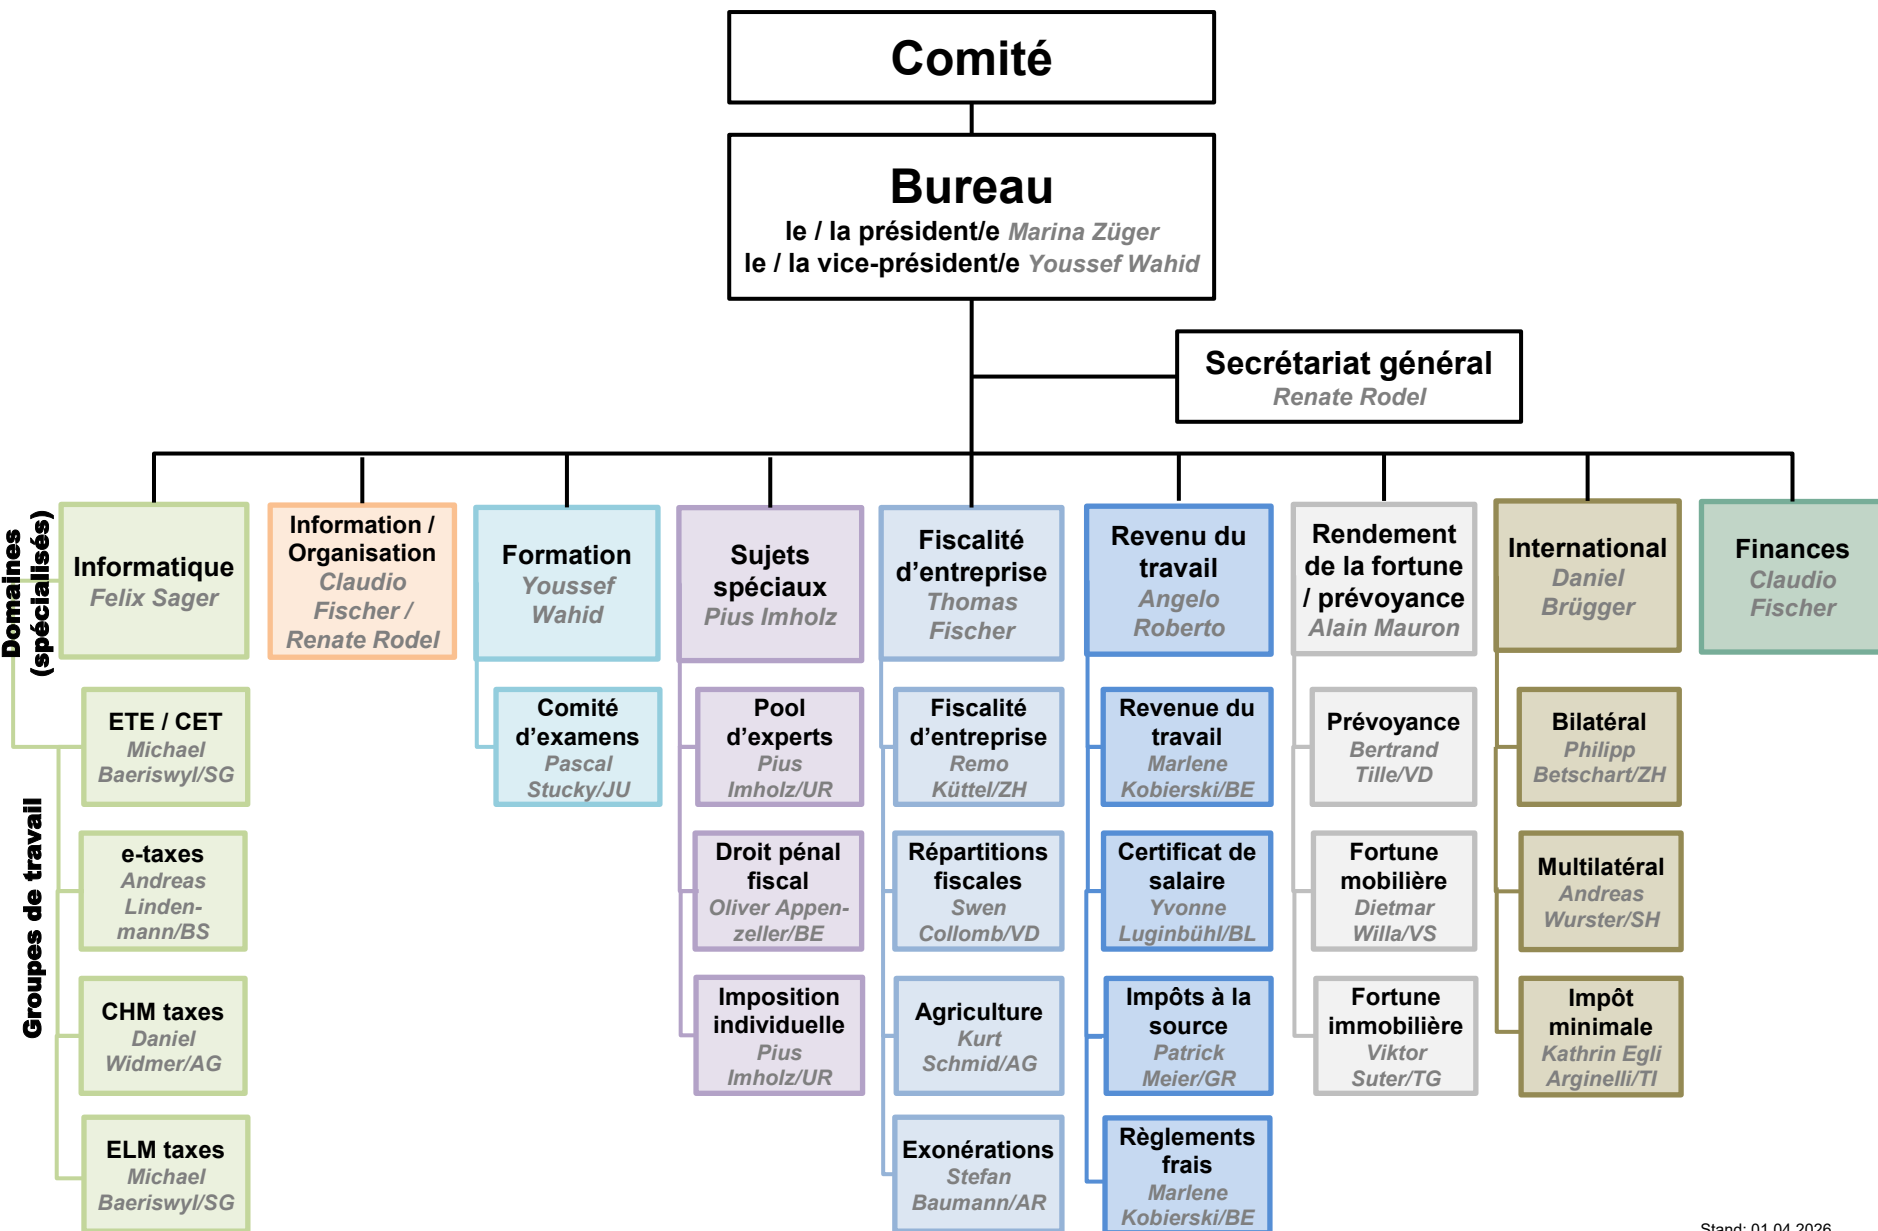 Comité
Bureau
le / la président/e Marina Züger
le / la vice-président/e Youssef Wahid
Secrétariat général
Renate Rodel
Domaines
(spécialisés)
Informatique
Felix Sager
Information /
Organisation
Claudio
Fischer /
Renate Rodel
Formation
Youssef
Wahid
Sujets
spéciaux
Pius Imholz
Fiscalité
d’entreprise
Thomas
Fischer
Revenu du
travail
Angelo
Roberto
Rendement
de la fortune
/ prévoyance
Alain Mauron
International
Daniel
Brügger
Finances
Claudio
Fischer
Groupes de travail
ETE / CET
Michael
Baeriswyl/SG
Comité
d’examens
Pascal
Stucky/JU
Pool
d’experts
Pius
Imholz/UR
Fiscalité
d’entreprise
Remo
Küttel/ZH
Revenue du
travail
Marlene
Kobierski/BE
Prévoyance
Bertrand
Tille/VD
Bilatéral
Philipp
Betschart/ZH
e-taxes
Andreas
Linden-
mann/BS
Droit pénal
fiscal
Oliver Appen-
zeller/BE
Répartitions
fiscales
Swen
Collomb/VD
Certificat de
salaire
Yvonne
Luginbühl/BL
Fortune
mobilière
Dietmar
Willa/VS
Multilatéral
Andreas
Wurster/SH
CHM taxes
Daniel
Widmer/AG
Imposition
individuelle
Pius
Imholz/UR
Agriculture
Kurt
Schmid/AG
Impôts à la
source
Patrick
Meier/GR
Fortune
immobilière
Viktor
Suter/TG
Impôt
minimale
Kathrin Egli
Arginelli/TI
ELM taxes
Michael
Baeriswyl/SG
Exonérations
Stefan
Baumann/AR
Règlements
frais
Marlene
Kobierski/BE
Stand: 01.04.2026